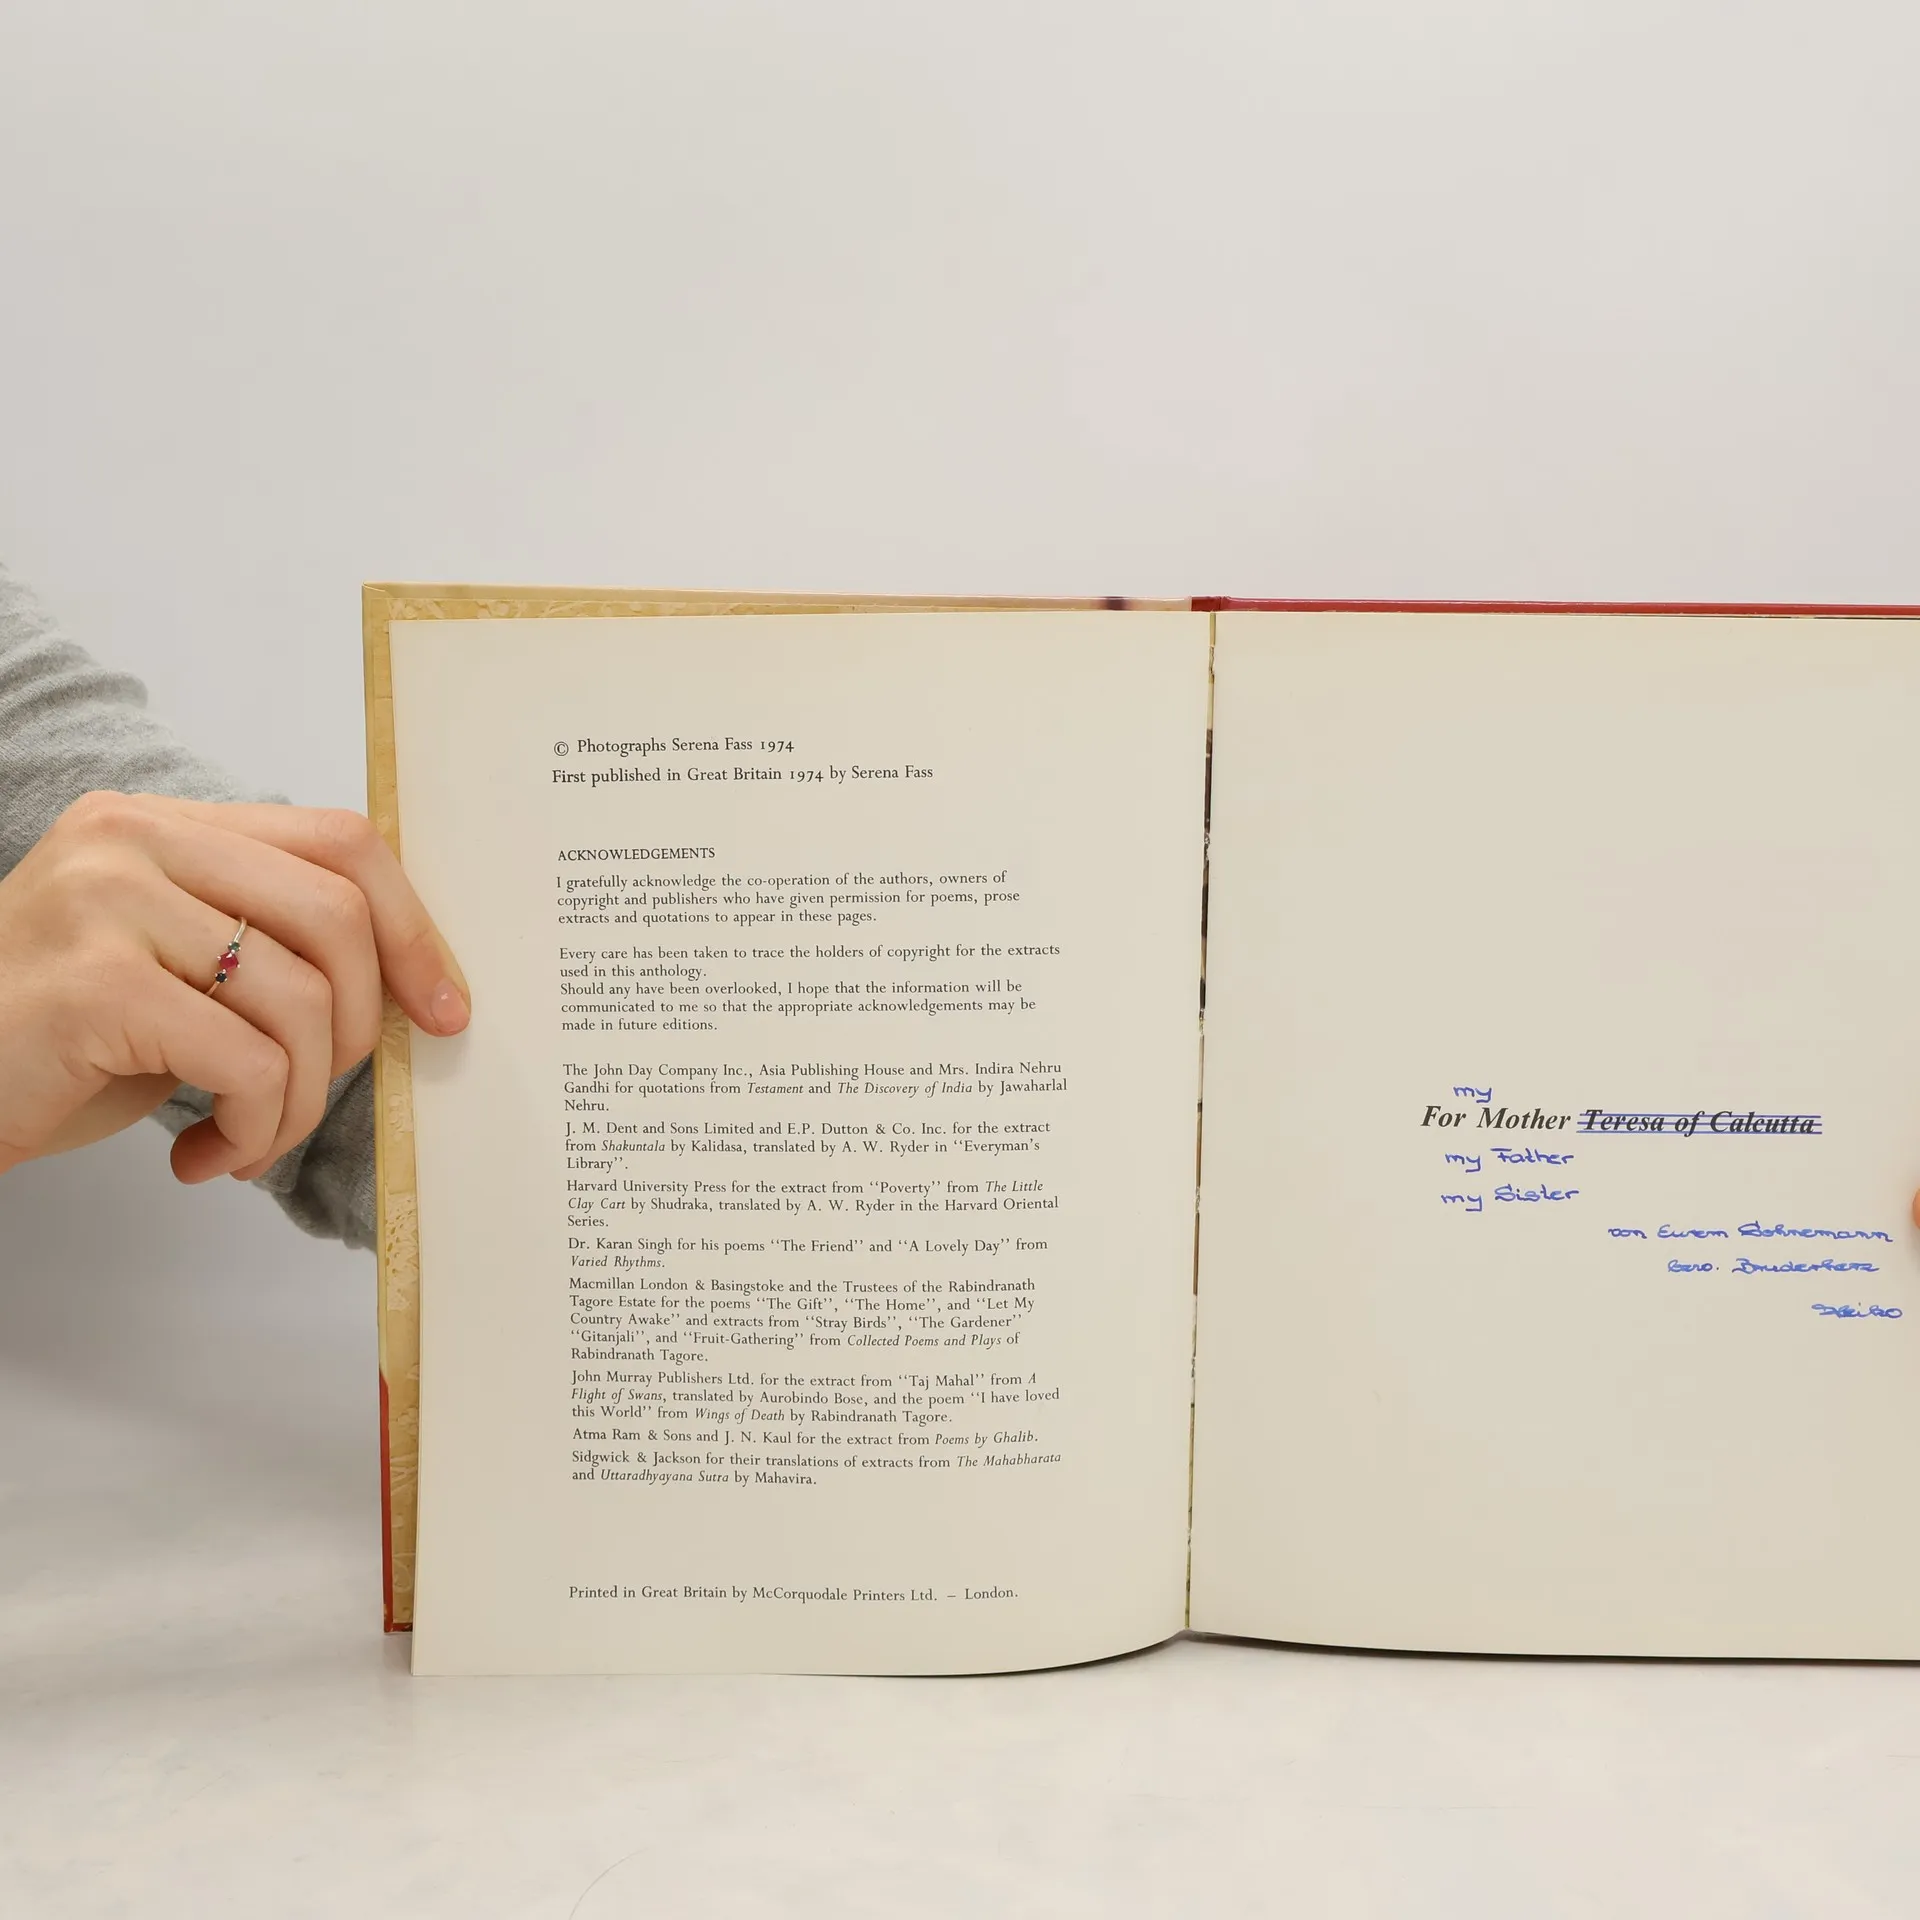 © Photographs Serena Fass 1974
First published in Great Britain 1974 by Serena Fass
ACKNOWLEDGEMENTS
I gratefully acknowledge the co-operation of the authors, owners of
copyright and publishers who have given permission for poems, prose
extracts and quotations to appear in these pages.
Every care has been taken to trace the holders of copyright for the extracts
used in this anthology.
Should any have been overlooked, I hope that the information will be
communicated to me so that the appropriate acknowledgements may be
made in future editions.
The John Day Company Inc., Asia Publishing House and Mrs. Indira Nehru
Gandhi for quotations from Testament and The Discovery of India by Jawaharlal
Nehru.
J. M. Dent and Sons Limited and E.P. Dutton & Co. Inc. for the extract
from Shakuntala by Kalidasa, translated by A. W. Ryder in ‘‘Everyman’s
Library’’.
Harvard University Press for the extract from ‘‘Poverty’’ from The Little
Clay Cart by Shudraka, translated by A. W. Ryder in the Harvard Oriental
Series.
Dr. Karan Singh for his poems ‘‘The Friend’’ and ‘‘A Lovely Day’’ from
Varied Rhythms.
Macmillan London & Basingstoke and the Trustees of the Rabindranath
Tagore Estate for the poems ‘‘The Gift’’, ‘‘The Home’’, and ‘‘Let My
Country Awake’’ and extracts from ‘‘Stray Birds’’, ‘‘The Gardener’’
‘‘Gitanjali’’, and ‘‘Fruit-Gathering’’ from Collected Poems and Plays of
Rabindranath Tagore.
John Murray Publishers Ltd. for the extract from ‘‘Taj Mahal’’ from A
Flight of Swans, translated by Aurobindo Bose, and the poem ‘‘I have loved
this World’’ from Wings of Death by Rabindranath Tagore.
Atma Ram & Sons and J. N. Kaul for the extract from Poems by Ghalib.
Sidgwick & Jackson for their translations of extracts from The Mahabharata
and Uttaradhyayana Sutra by Mahavira.
Printed in Great Britain by McCorquodale Printers Ltd. – London.
my
For Mother Teresa of Calcutta
my Father
my Sister
von Eurem Sohnemann
bzw. Bruderherz
Heiko